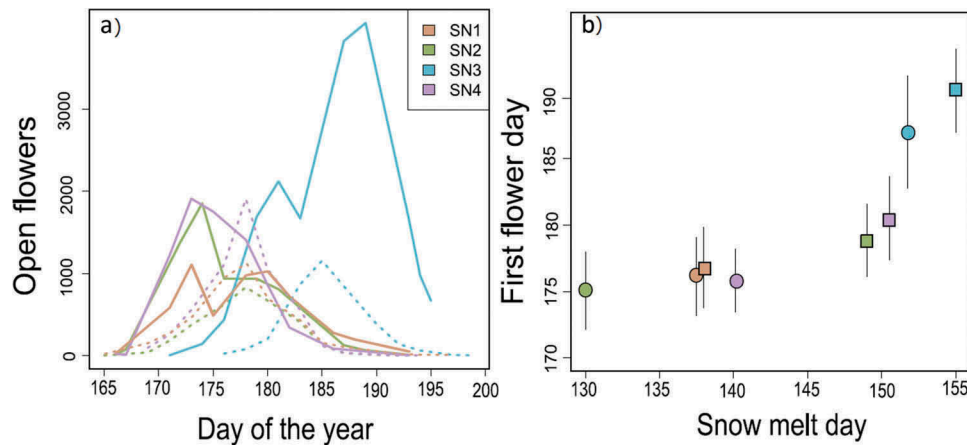 a)
SN1
SN2
SN3
SN4
Open flowers
0
1000
2000
3000
165 170 175 180 185 190 195 200
Day of the year
b)
First flower day
170
175
180
185
190
130 135 140 145 150 155
Snow melt day